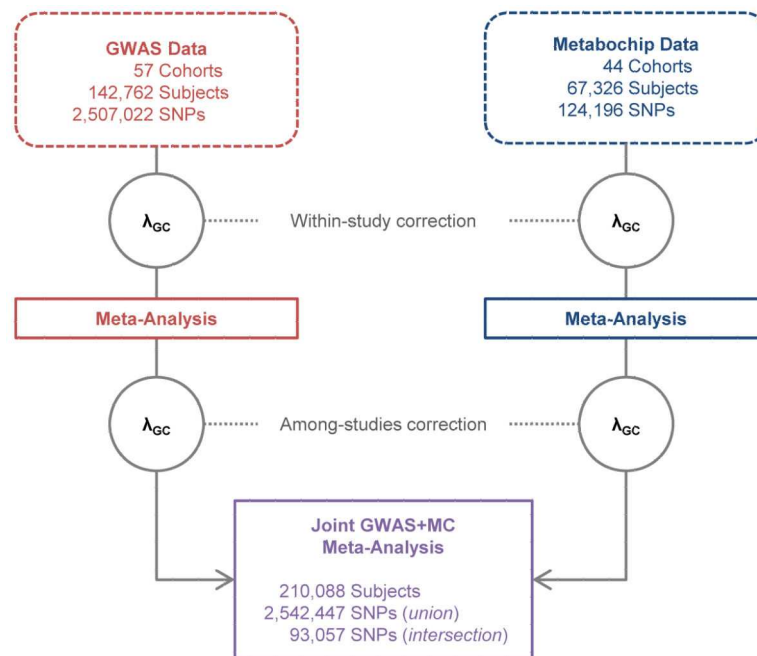 GWAS Data
57 Cohorts
142,762 Subjects
2,507,022 SNPs
Metabochip Data
44 Cohorts
67,326 Subjects
124,196 SNPs
λGC
Within-study correction
λGC
Meta-Analysis
Meta-Analysis
λGC
Among-studies correction
λGC
Joint GWAS+MC
Meta-Analysis
210,088 Subjects
2,542,447 SNPs (union)
93,057 SNPs (intersection)